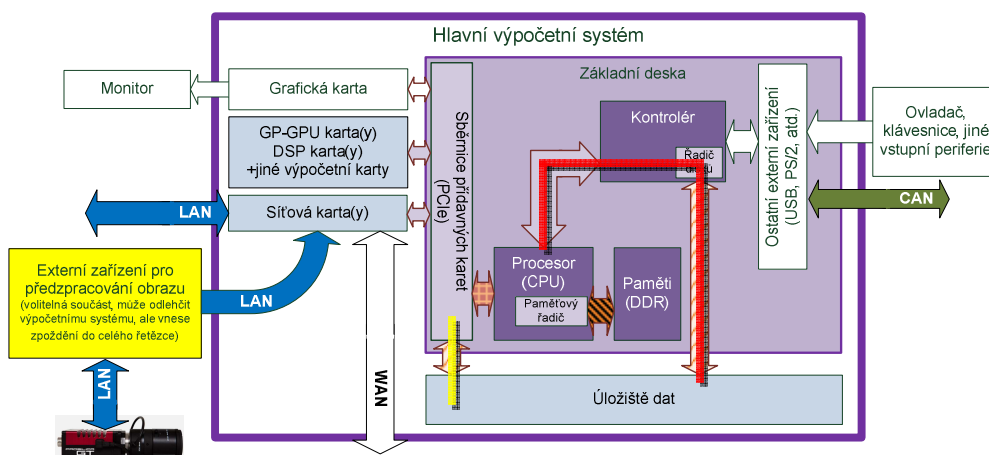 Hlavní výpočetní systém
Monitor
Grafická karta
GP-GPU karta(y)
DSP karta(y)
+jiné výpočetní karty
Síťová karta(y)
LAN
LAN
Externí zařízení pro
předzpracování obrazu
(volitelná součást, může odlehčit
výpočetnímu systému, ale vnese
zpoždění do celého řetězce)
LAN
WAN
Sběrnice přídavných karet
(PCIe)
Základní deska
Kontrolér
Řadič
Procesor
(CPU)
Paměťový
řadič
Paměti
(DDR)
Úložiště dat
Ostatní externí zařízení
(USB, PS/2, atd.)
Ovladač,
klávesnice, jiné
vstupní periferie
CAN
GT